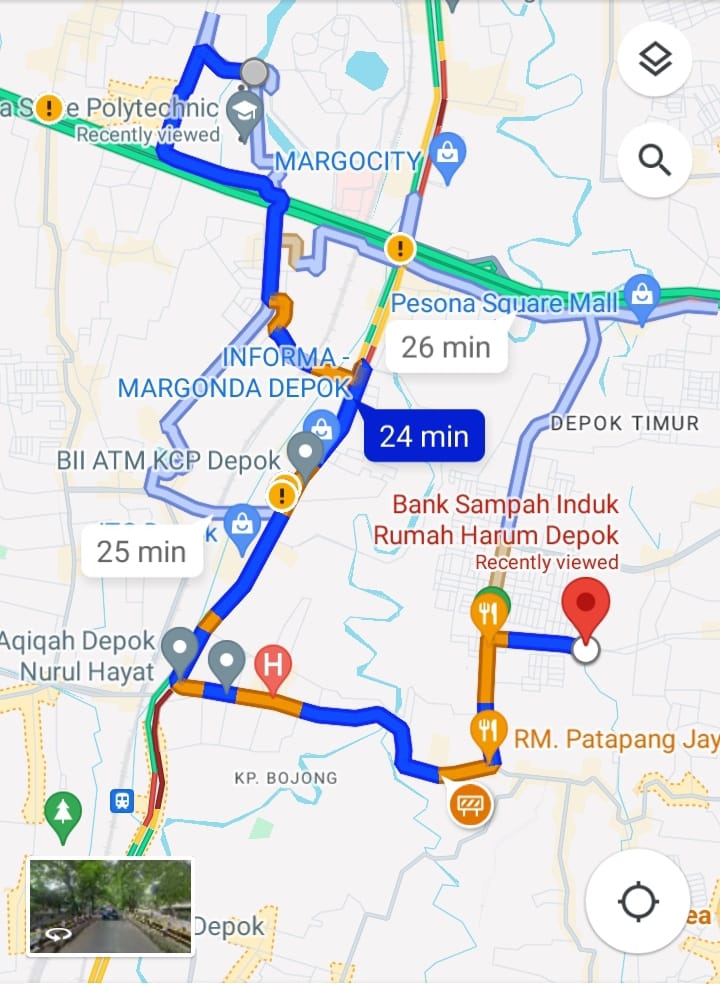 e Polytechnic
Recently viewed
MARGOCITY
Pesona Square Mall
26 min
INFORMA -
MARGONDA DEPOK
24 min
DEPOK TIMUR
BII ATM KCP Depok
Bank Sampah Induk
Rumah Harum Depok
Recently viewed
25 min
Aqiqah Depok
Nurul Hayat
H
RM. Patapang Jay
KP. BOJONG
Depok
ea